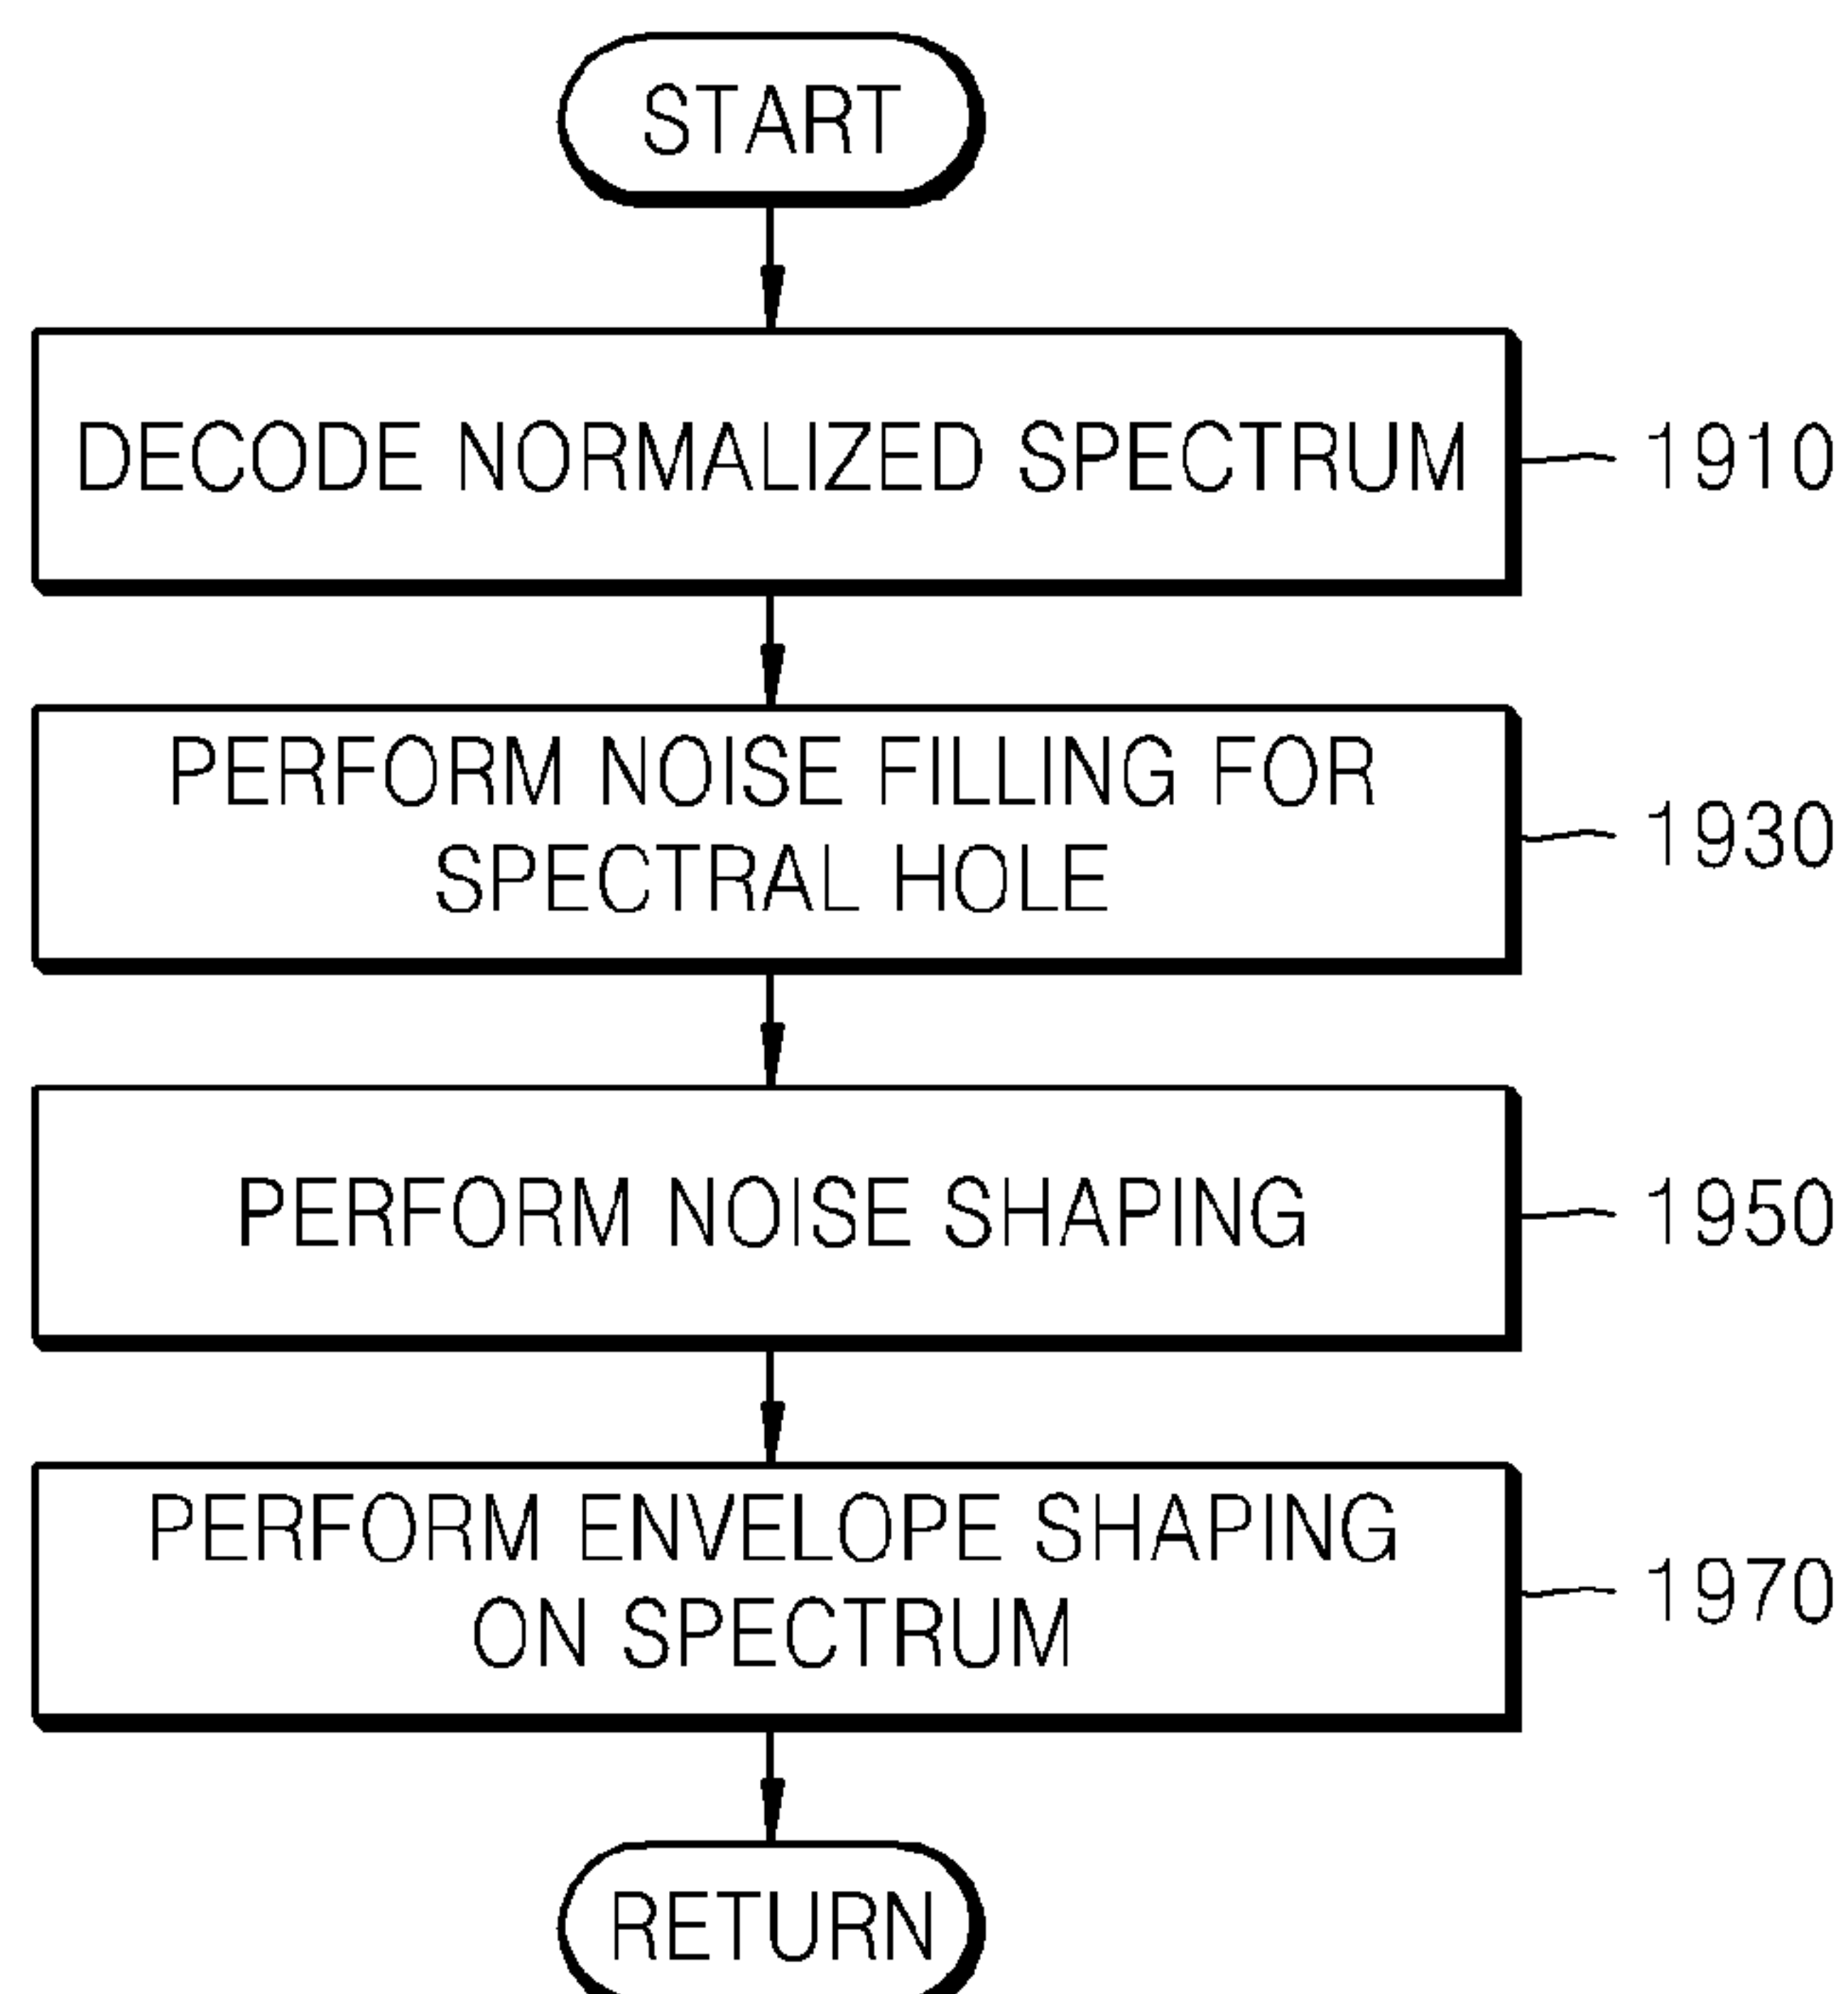 START
DECODE NORMALIZED SPECTRUM
1910
PERFORM NOISE FILLING FOR
SPECTRAL HOLE
1930
PERFORM NOISE SHAPING
1950
PERFORM ENVELOPE SHAPING
ON SPECTRUM
1970
RETURN